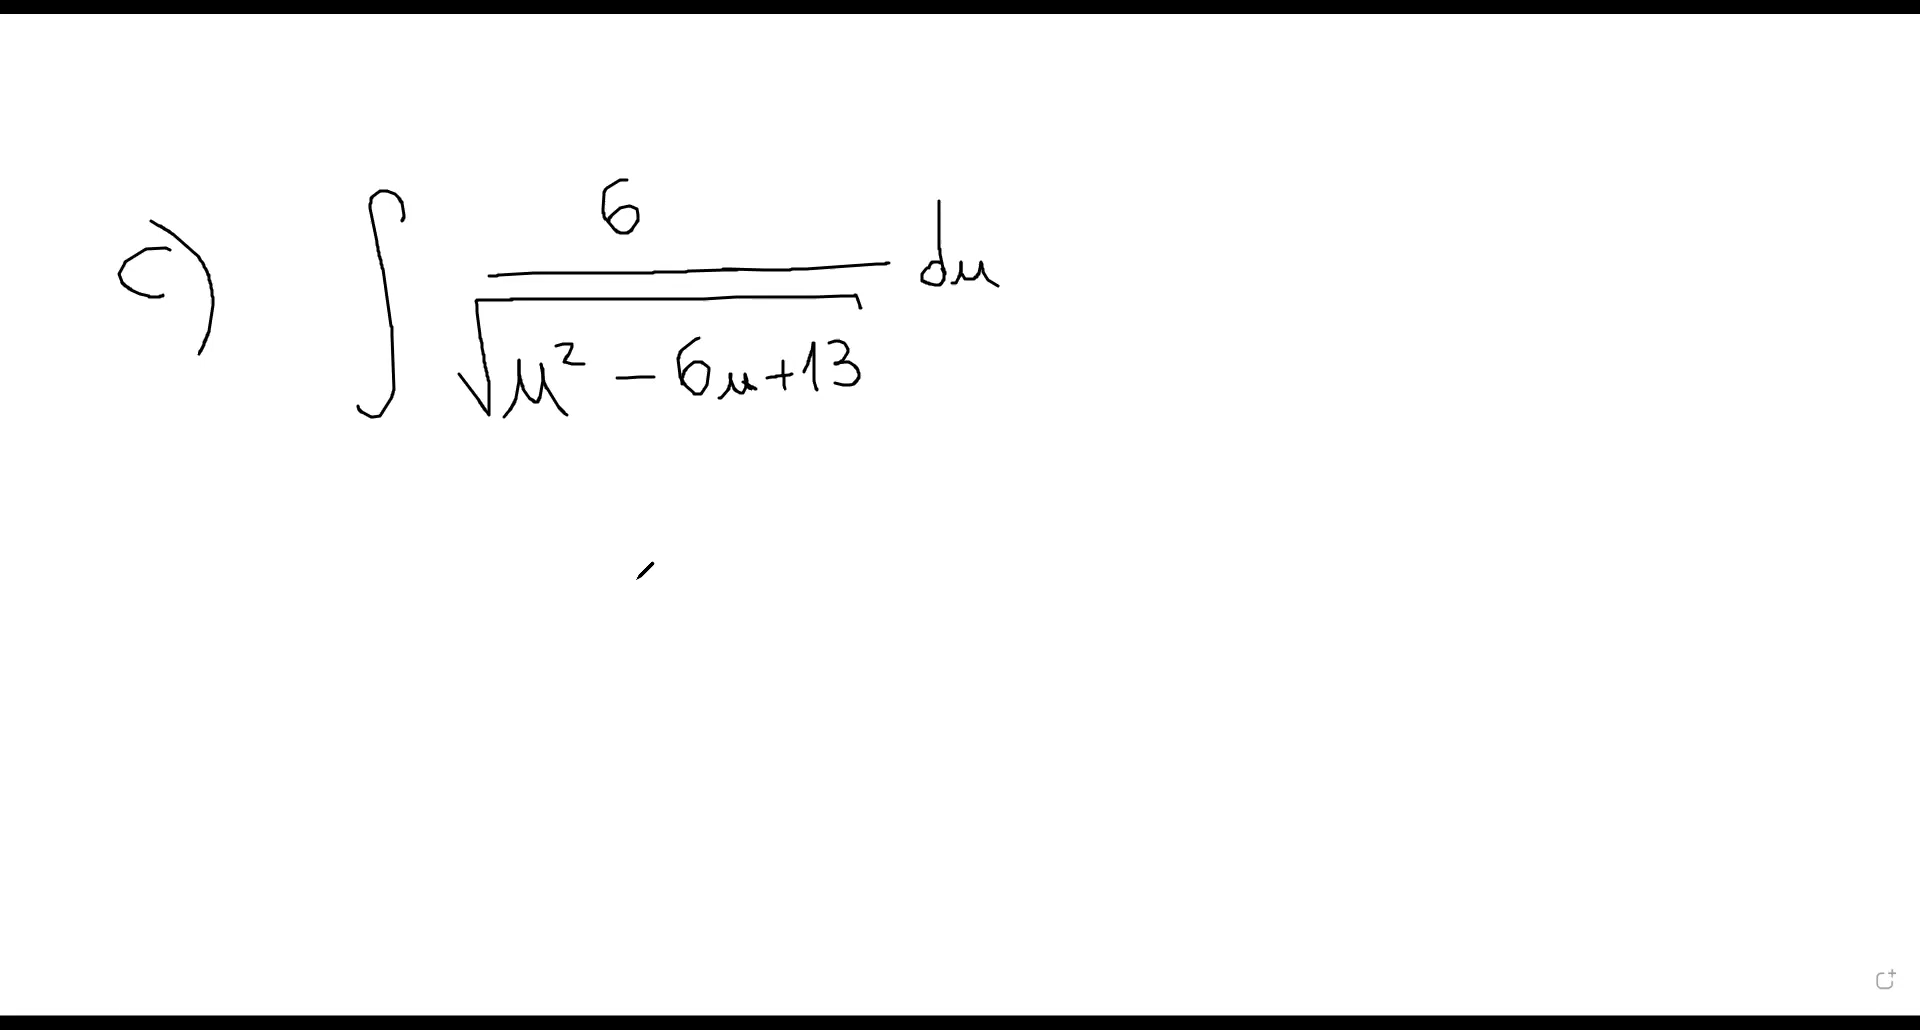 c) ∫ 6/√(u² - 6u + 13) du